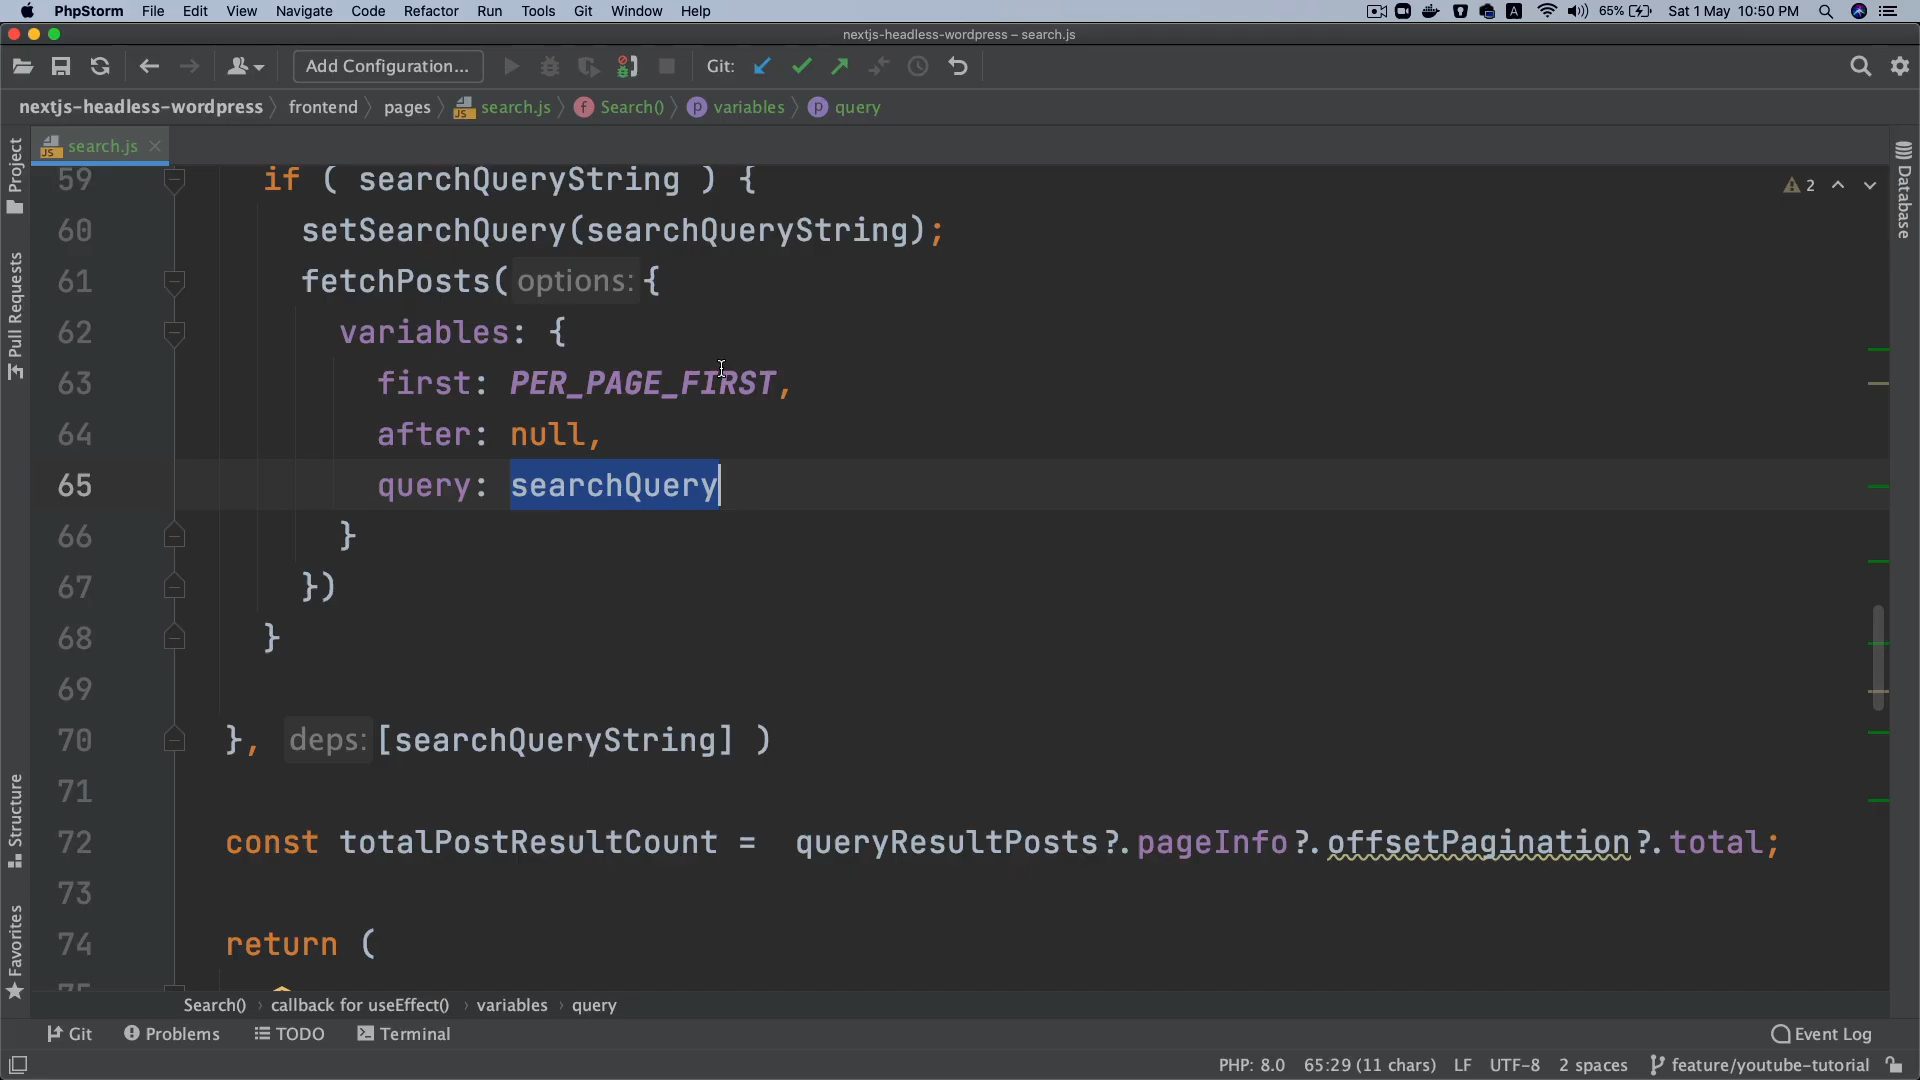 PhpStorm File Edit View Navigate Code Refactor Run Tools Git Window Help A 65% Sat 1 May 10:50 PM
nextjs-headless-wordpress – search.js
Add Configuration... Git:
nextjs-headless-wordpress frontend pages JS search.js f Search() p variables p query
JS search.js
Project
Pull Requests
Structure
Favorites
Database
2
59 if ( searchQueryString ) {
60 setSearchQuery(searchQueryString);
61 fetchPosts( options: {
62 variables: {
63 first: PER_PAGE_FIRST,
64 after: null,
65 query: searchQuery
66 }
67 })
68 }
69
70 }, deps: [searchQueryString] )
71
72 const totalPostResultCount = queryResultPosts?.pageInfo?.offsetPagination?.total;
73
74 return (
75
Search() › callback for useEffect() › variables › query
Git Problems TODO Terminal Event Log
PHP: 8.0 65:29 (11 chars) LF UTF-8 2 spaces feature/youtube-tutorial